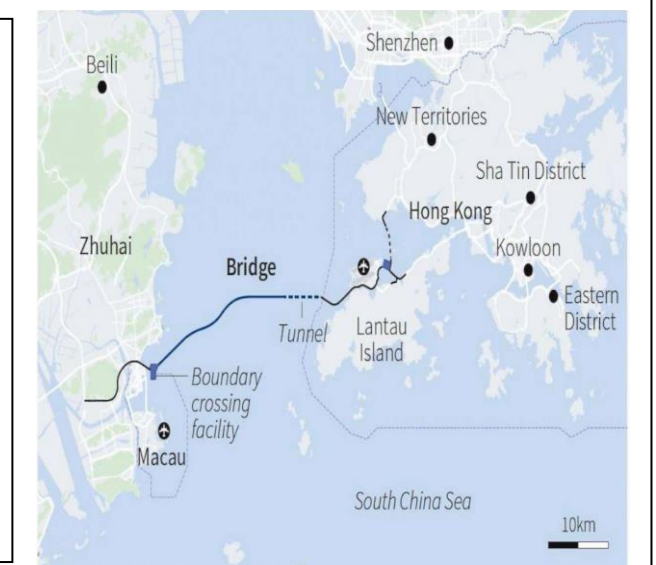 Shenzhen
Beili
New Territories
Sha Tin District
Hong Kong
Zhuhai
Kowloon
Bridge
Eastern
District
Tunnel
Lantau
Island
Boundary
crossing
facility
Macau
South China Sea
10km